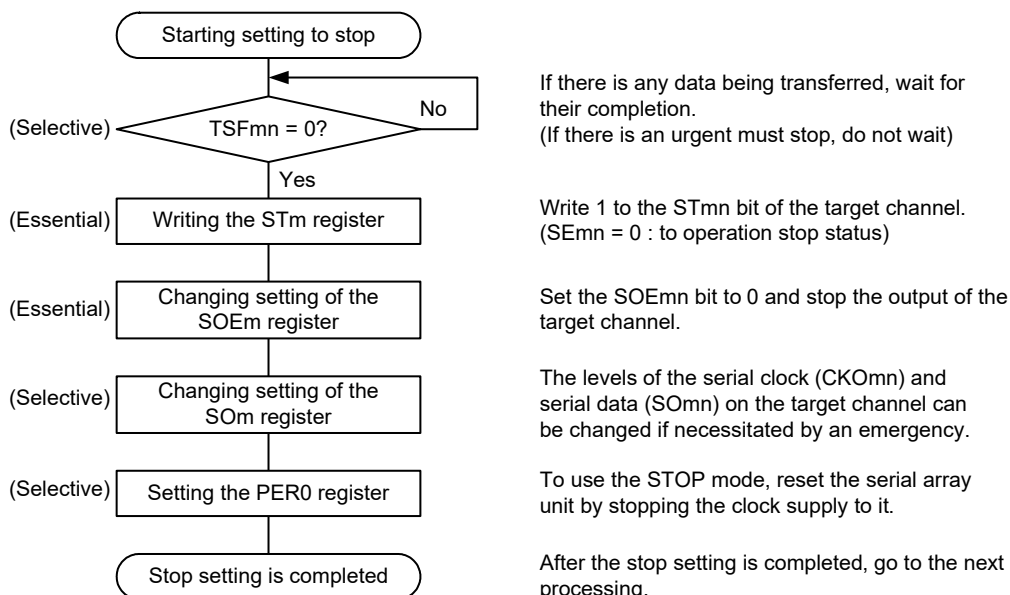 Starting setting to stop
If there is any data being transferred, wait for
their completion.
(If there is an urgent must stop, do not wait)
(Selective)
TSFmn = 0?
No
Yes
(Essential)
Writing the STm register
Write 1 to the STmn bit of the target channel.
(SEmn = 0 : to operation stop status)
(Essential)
Changing setting of the
SOEm register
Set the SOEmn bit to 0 and stop the output of the
target channel.
(Selective)
Changing setting of the
SOm register
The levels of the serial clock (CKOmn) and
serial data (SOmn) on the target channel can
be changed if necessitated by an emergency.
(Selective)
Setting the PER0 register
To use the STOP mode, reset the serial array
unit by stopping the clock supply to it.
Stop setting is completed
After the stop setting is completed, go to the next
processing.